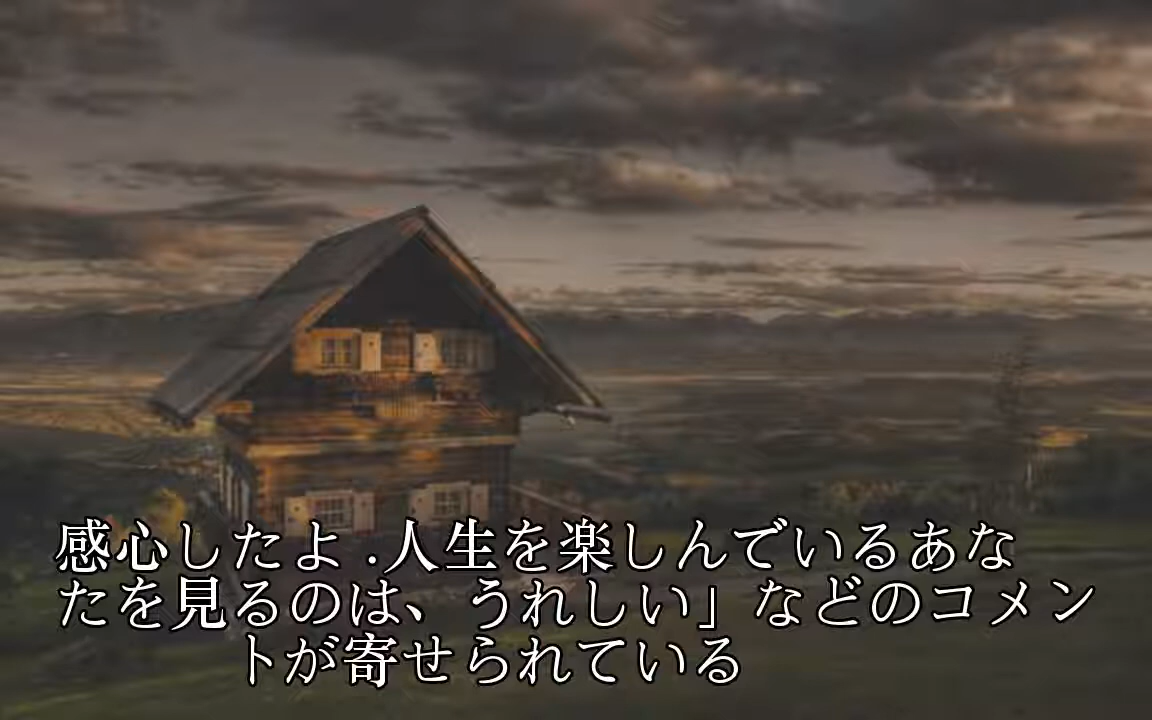 感心したよ .人生を楽しんでいるあな
たを見るのは、うれしい」などのコメン
トが寄せられている